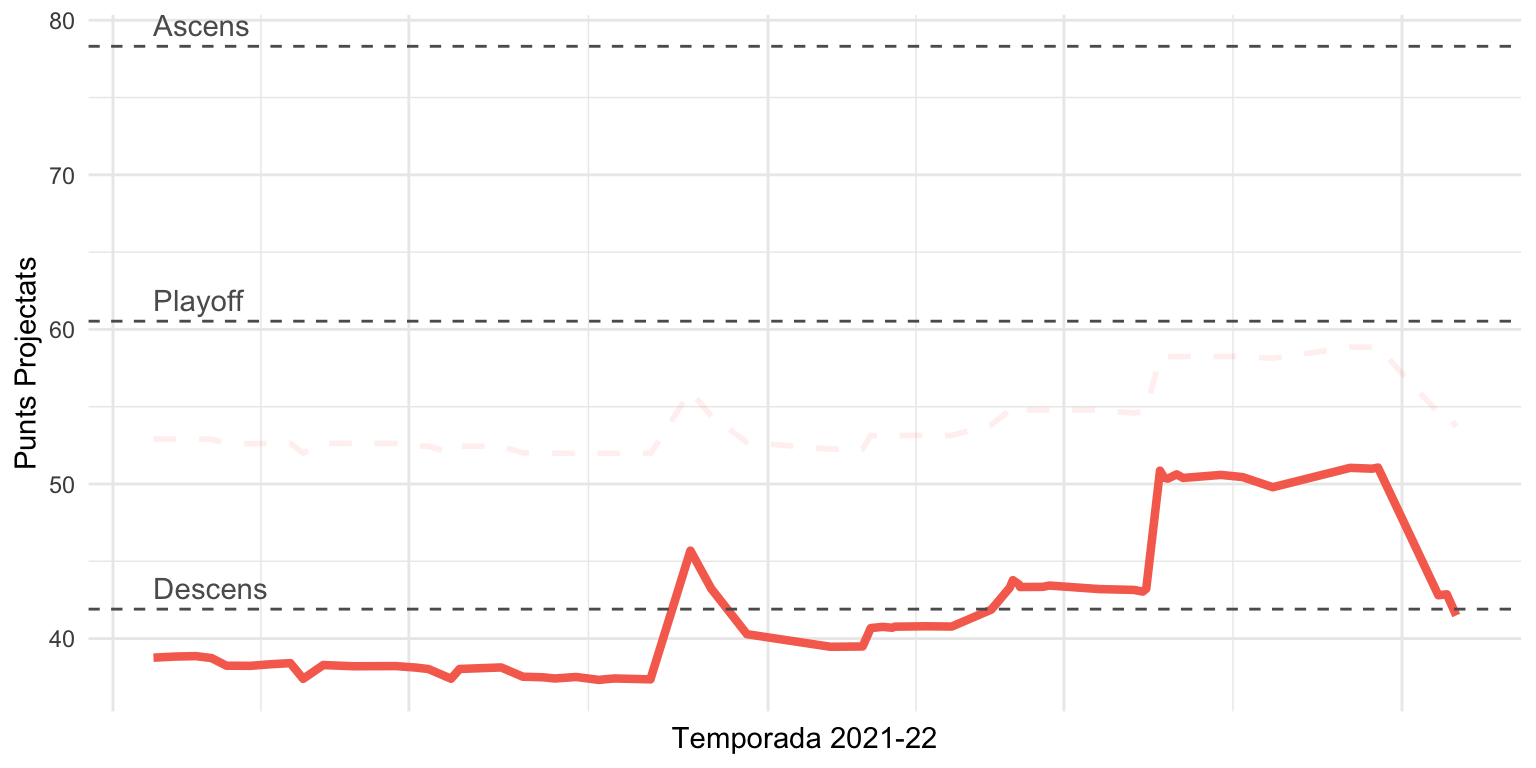 80
Ascens
70
Playoff
60
50
Descens
40
Punts Projectats
Temporada 2021-22